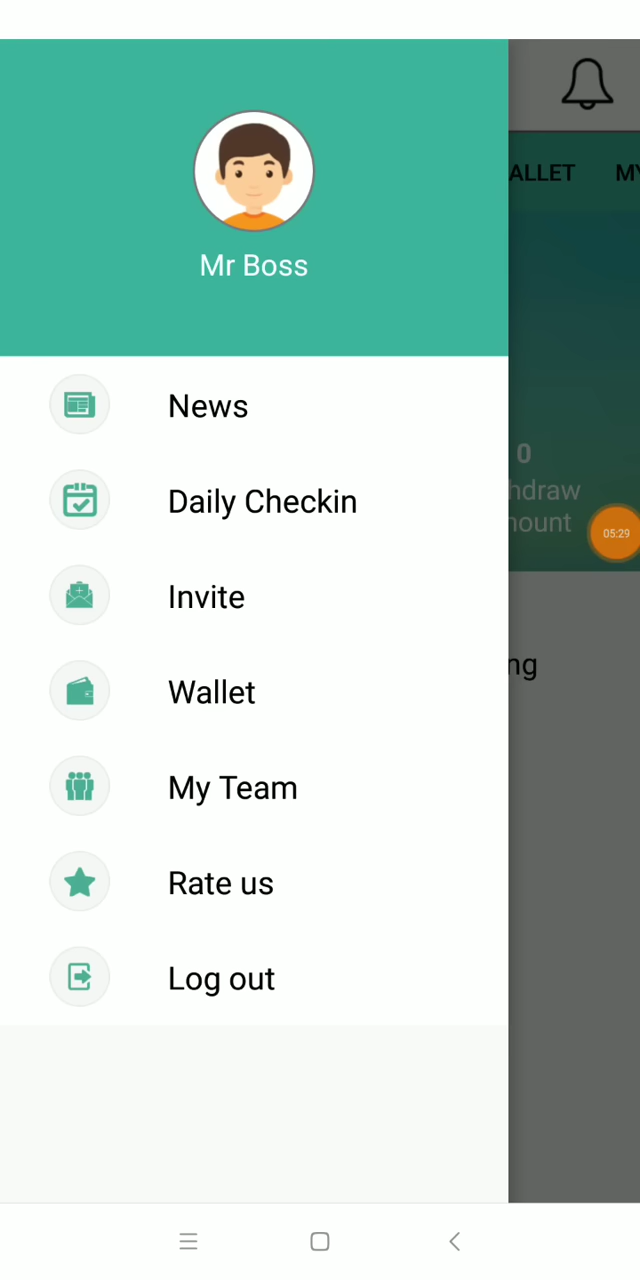 Mr Boss
ALLET
MY
News
0
Daily Checkin
hdraw
nount
05:29
Invite
ng
Wallet
My Team
Rate us
Log out